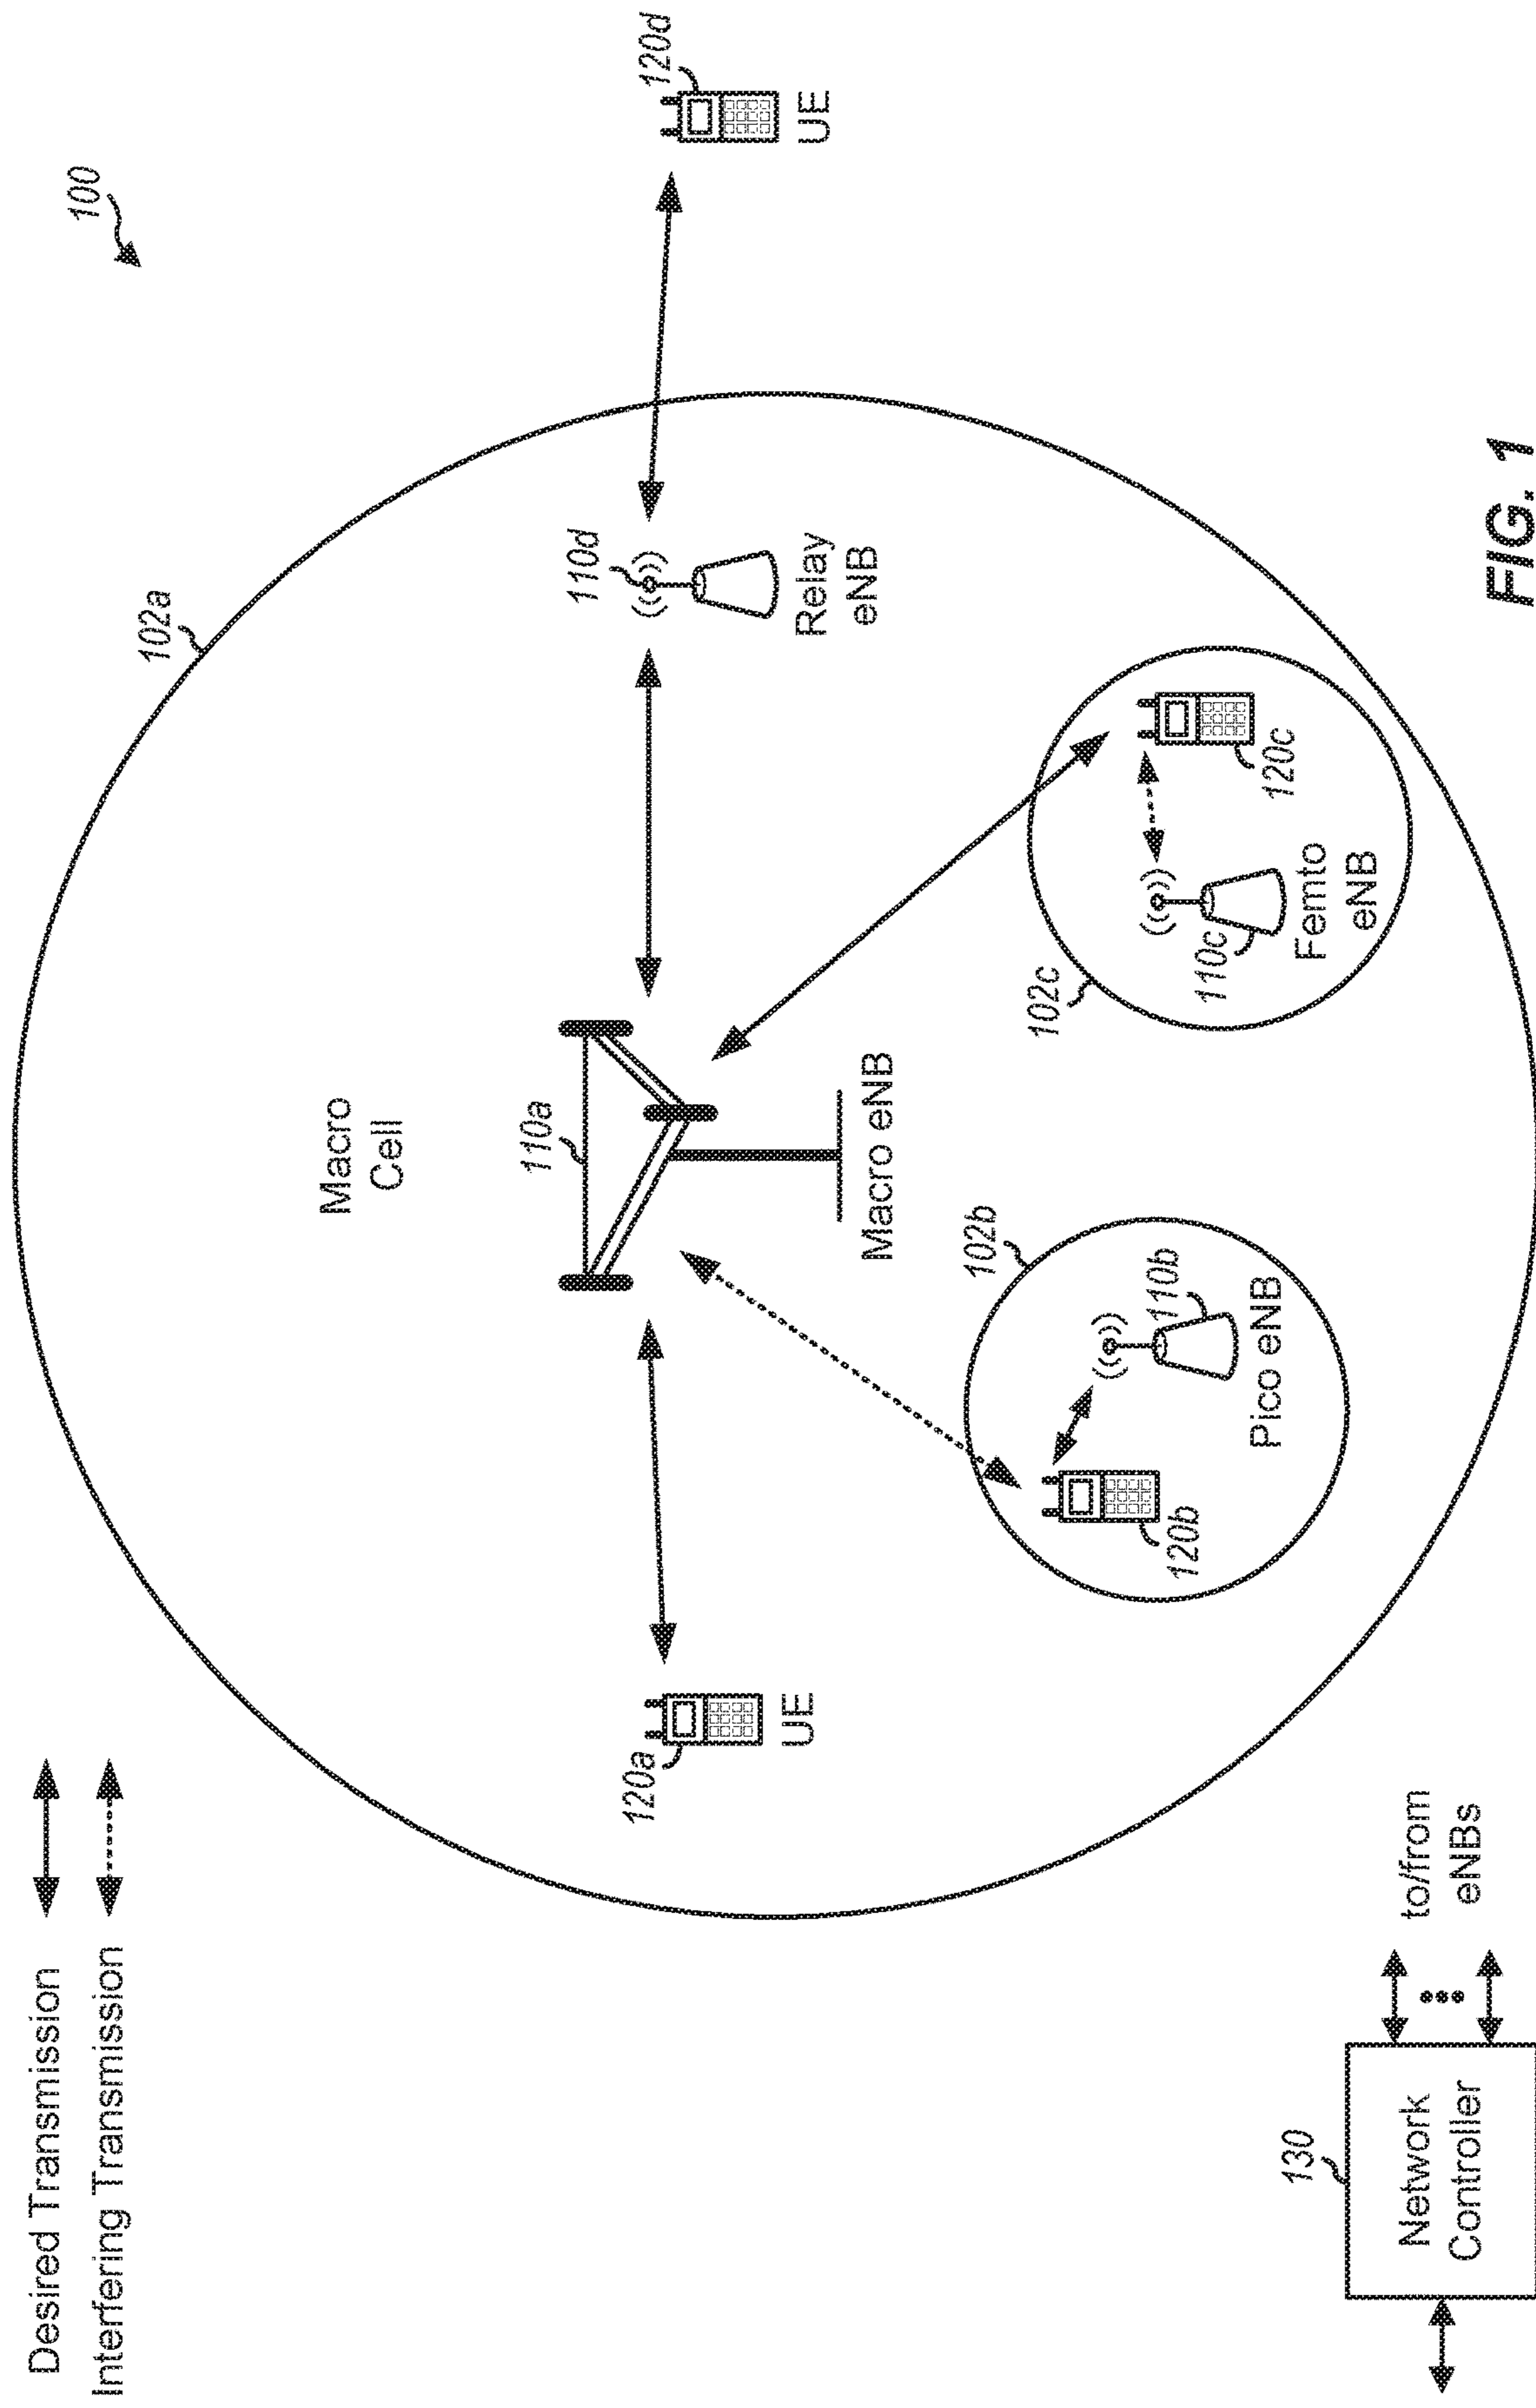 Desired Transmission
Interfering Transmission
100
102a
Macro
Cell
110a
110d
120d
120a
UE
Macro eNB
Relay
eNB
UE
102b
110b
120b
Pico eNB
102c
110c
120c
Femto
eNB
130
Network
Controller
to/from
eNBs
FIG. 1